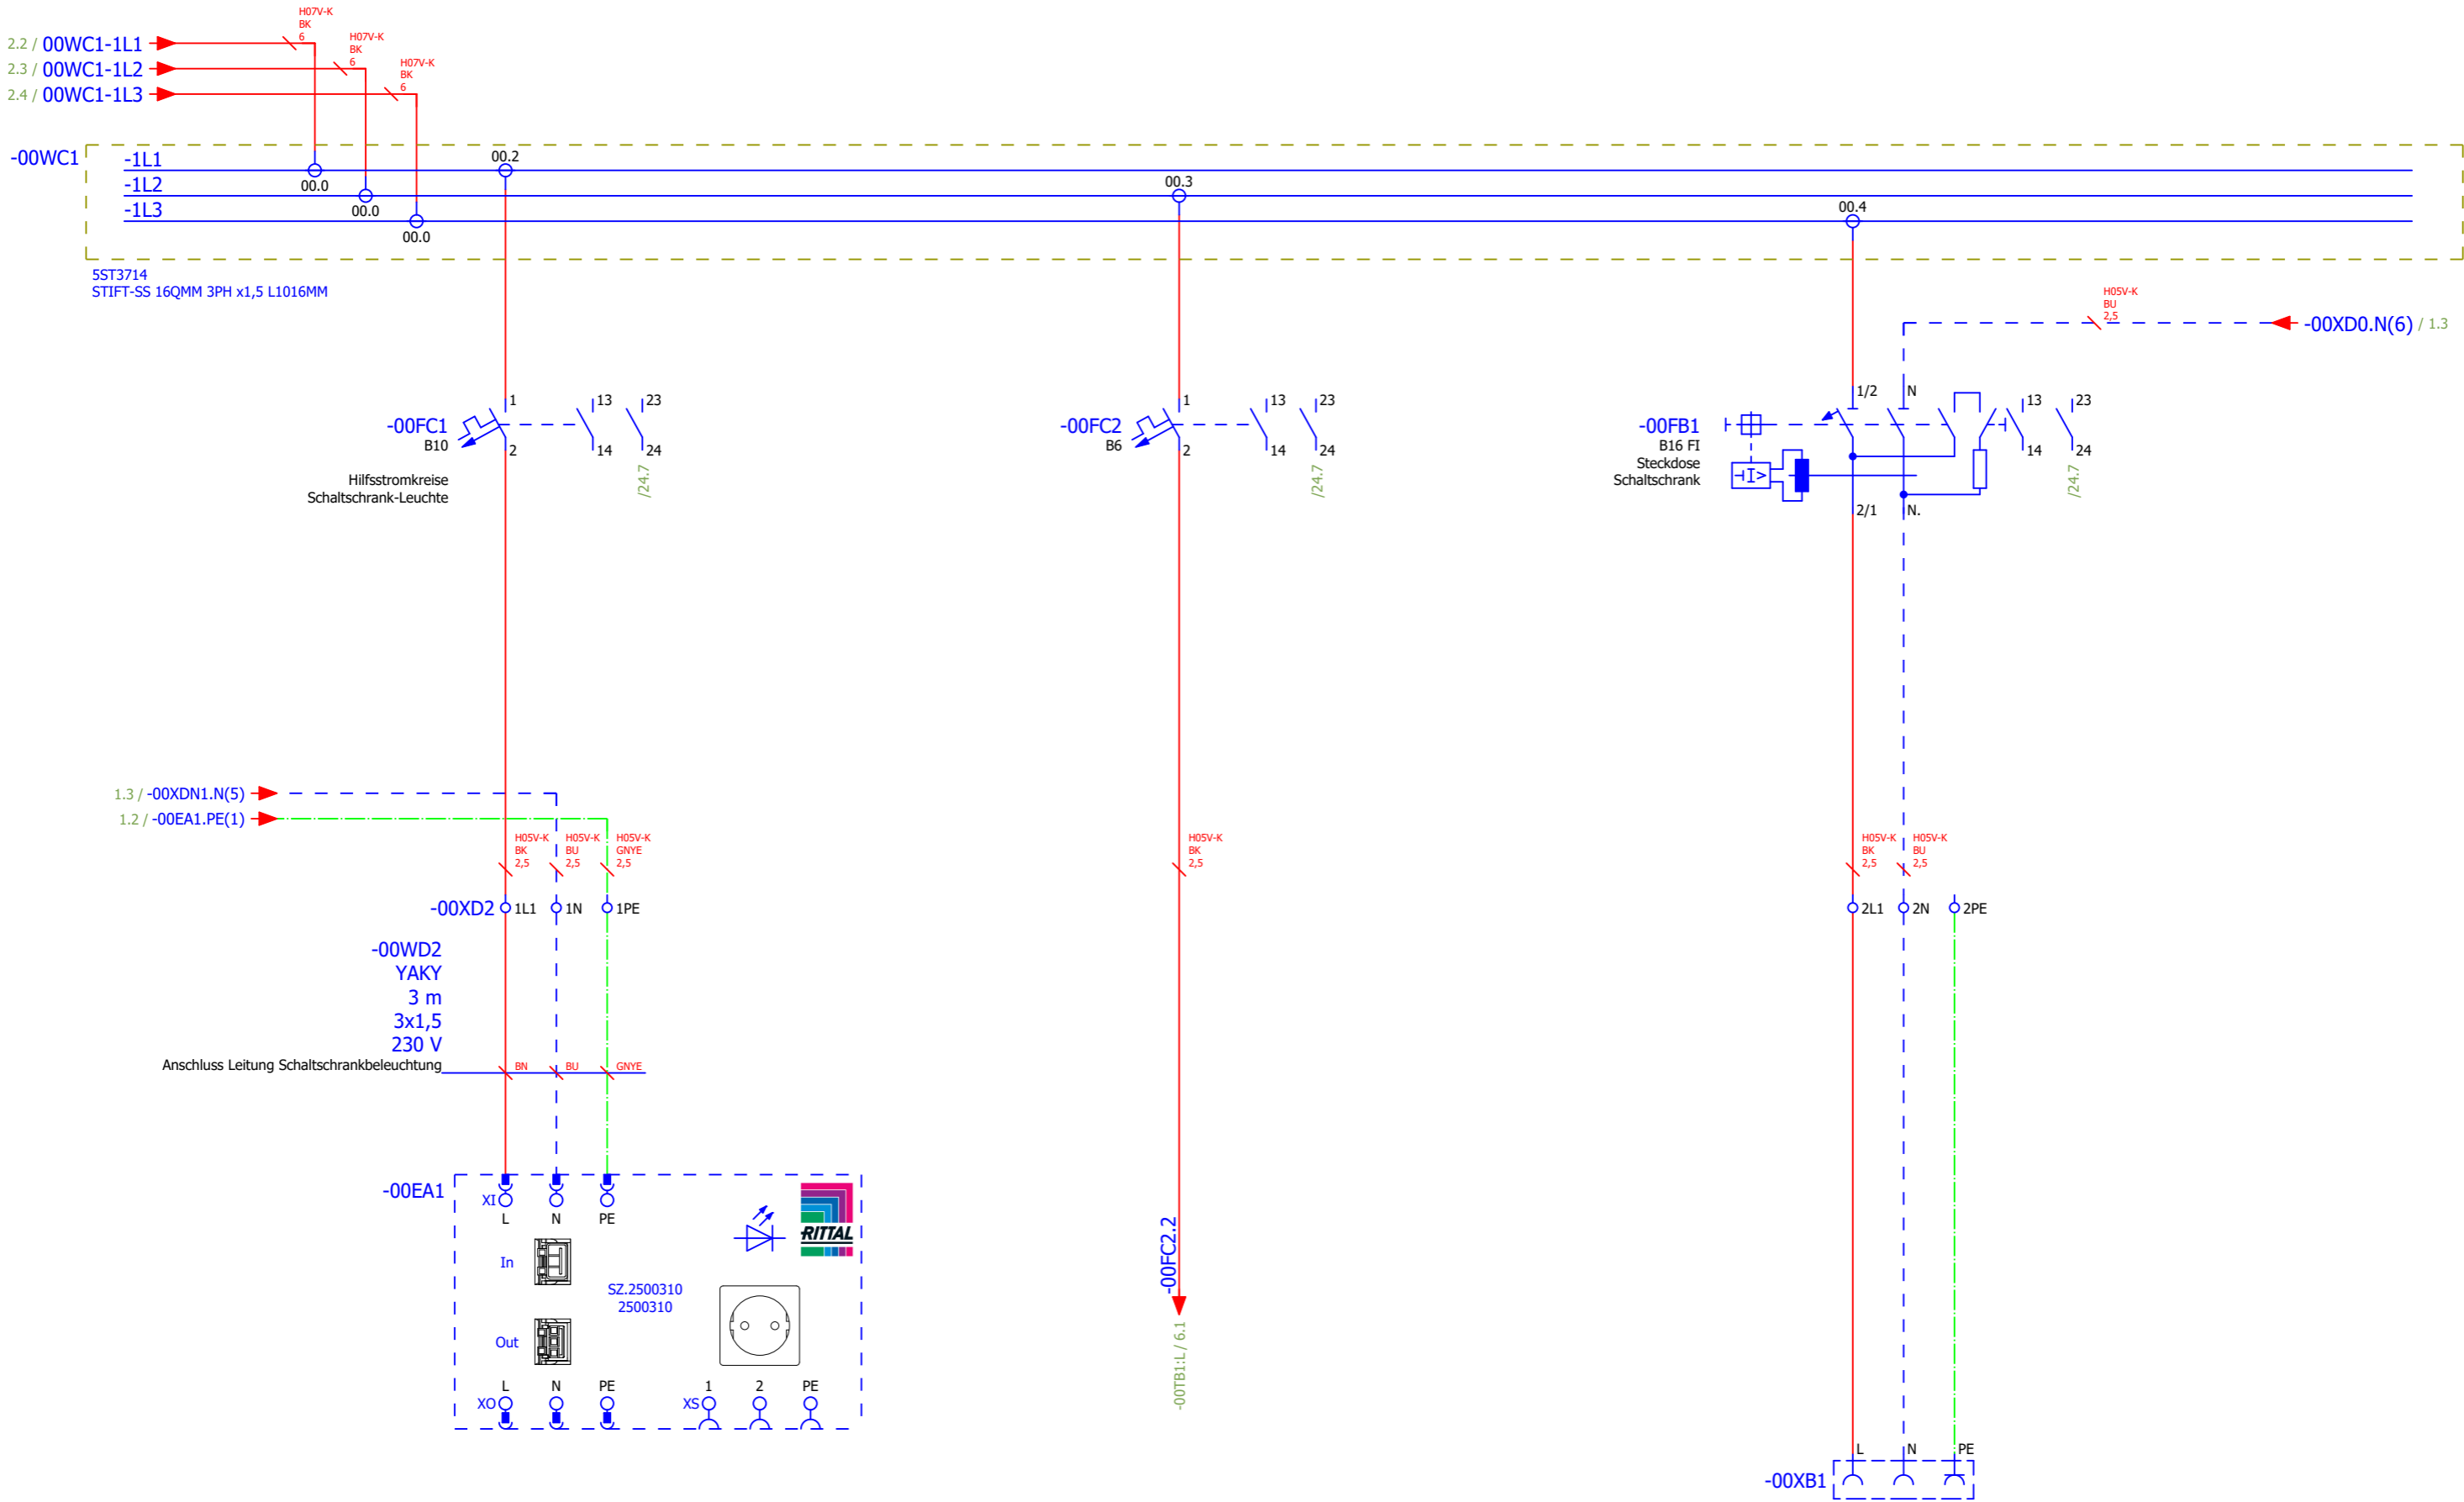 H07V-K
BK
6
2.2 / 00WC1-1L1
H07V-K
BK
6
2.3 / 00WC1-1L2
H07V-K
BK
6
2.4 / 00WC1-1L3
-00WC1
-1L1
-1L2
-1L3
00.0
00.0
00.0
00.2
00.3
00.4
5ST3714
STIFT-SS 16QMM 3PH x1,5 L1016MM
H05V-K
BU
2,5
-00XD0.N(6) / 1.3
-00FC1
B10
1
2
13
14
23
24
/24.7
Hilfsstromkreise
Schaltschrank-Leuchte
-00FC2
B6
1
2
13
14
23
24
/24.7
-00FB1
B16 FI
Steckdose
Schaltschrank
1/2
N
2/1
N.
13
14
23
24
/24.7
1.3 / -00XDN1.N(5)
1.2 / -00EA1.PE(1)
H05V-K
BK
2,5
H05V-K
BU
2,5
H05V-K
GNYE
2,5
H05V-K
BK
2,5
H05V-K
BK
2,5
H05V-K
BU
2,5
-00XD2
1L1
1N
1PE
2L1
2N
2PE
-00WD2
YAKY
3 m
3x1,5
230 V
Anschluss Leitung Schaltschrankbeleuchtung
BN
BU
GNYE
-00EA1
XI
L
N
PE
RITTAL
In
SZ.2500310
2500310
Out
L
N
PE
XO
1
2
PE
XS
-00FC2.2
-00TB1:L / 6.1
L
N
PE
-00XB1